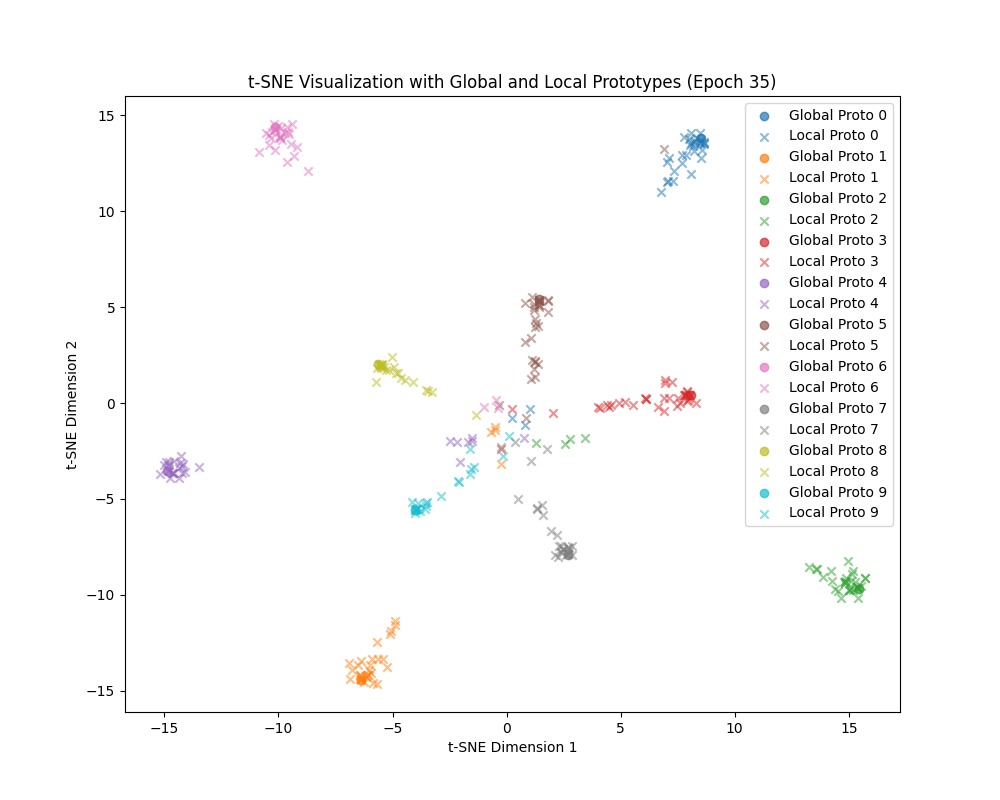 t-SNE Visualization with Global and Local Prototypes (Epoch 35)
15
10
5
0
−5
−10
−15
t-SNE Dimension 2
−15
−10
−5
0
5
10
15
t-SNE Dimension 1
Global Proto 0
Local Proto 0
Global Proto 1
Local Proto 1
Global Proto 2
Local Proto 2
Global Proto 3
Local Proto 3
Global Proto 4
Local Proto 4
Global Proto 5
Local Proto 5
Global Proto 6
Local Proto 6
Global Proto 7
Local Proto 7
Global Proto 8
Local Proto 8
Global Proto 9
Local Proto 9